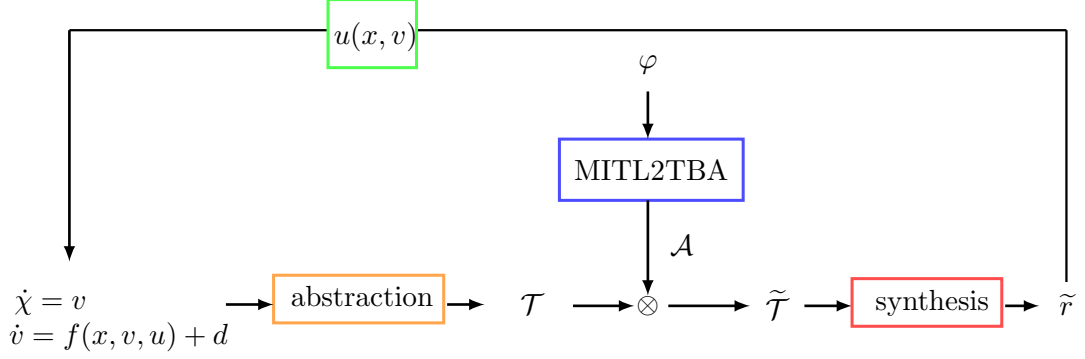 u(x, v)
φ
MITL2TBA
𝒜
χ̇ = v
v̇ = f(x, v, u) + d
abstraction
𝒯
⊗
𝒯̃
synthesis
r̃